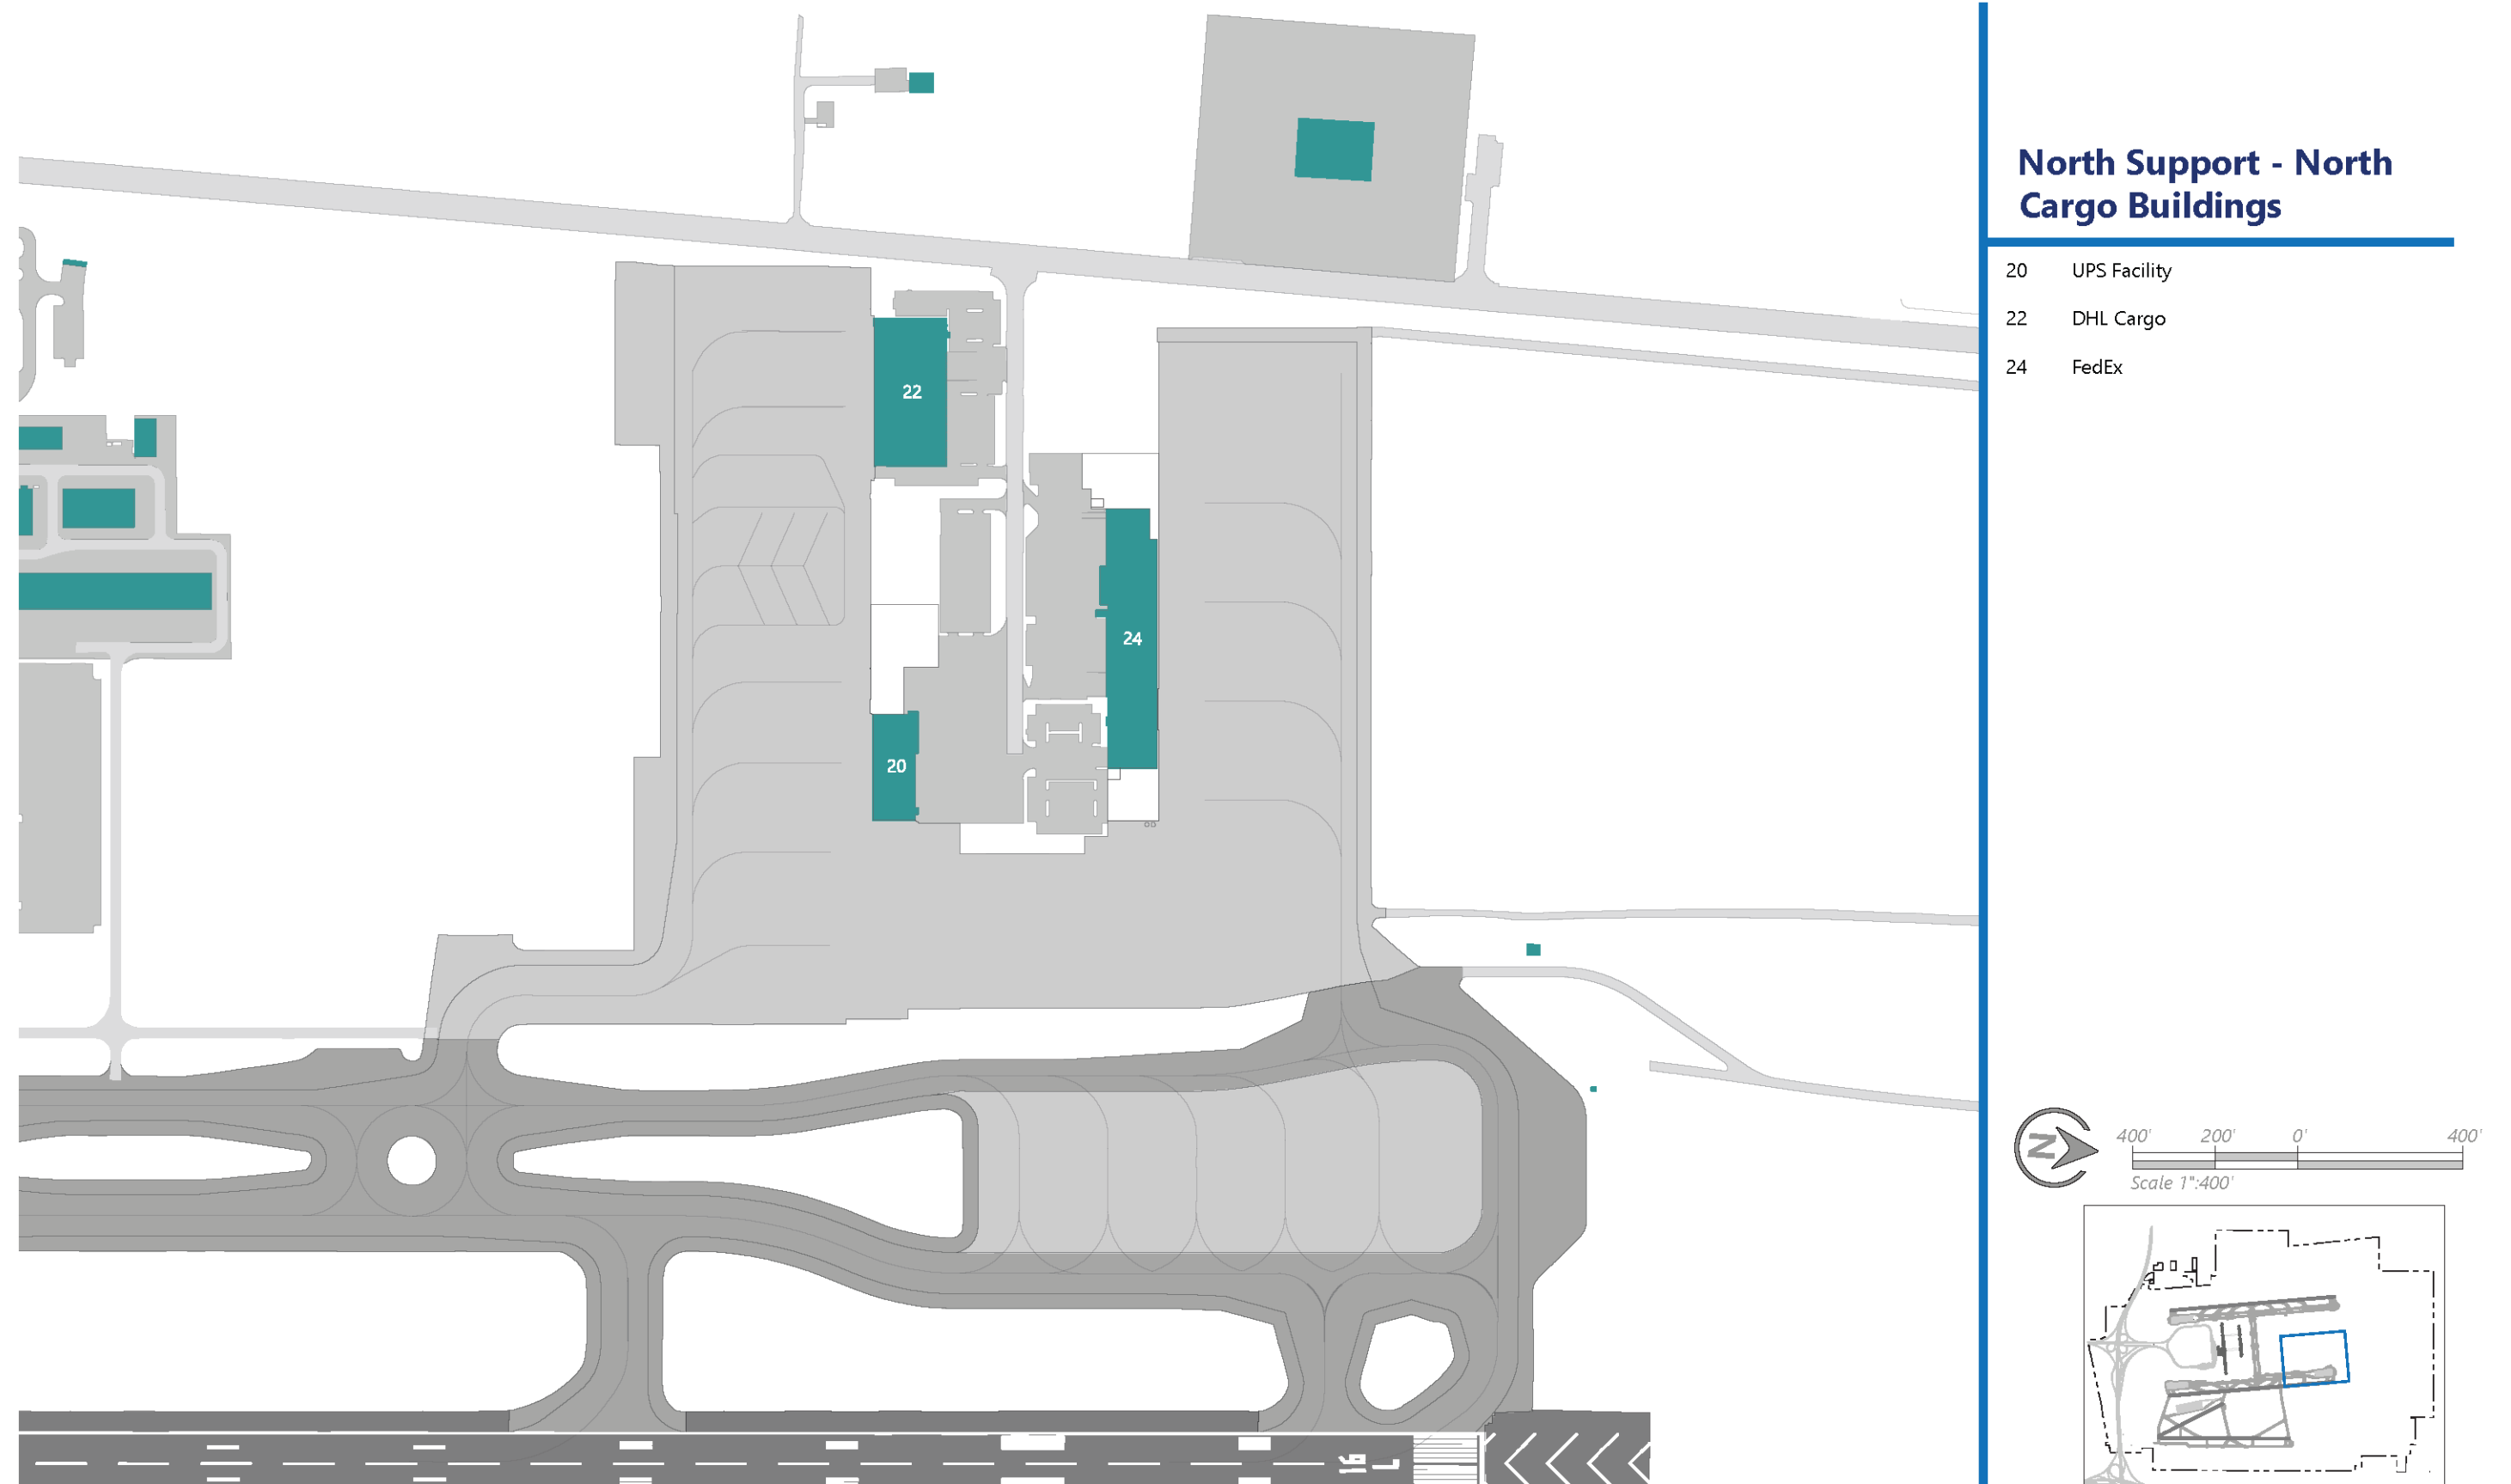 North Support - North
Cargo Buildings
20 UPS Facility
22 DHL Cargo
24 FedEx
22
24
20
N
400' 200' 0' 400'
Scale 1":400'
19
L